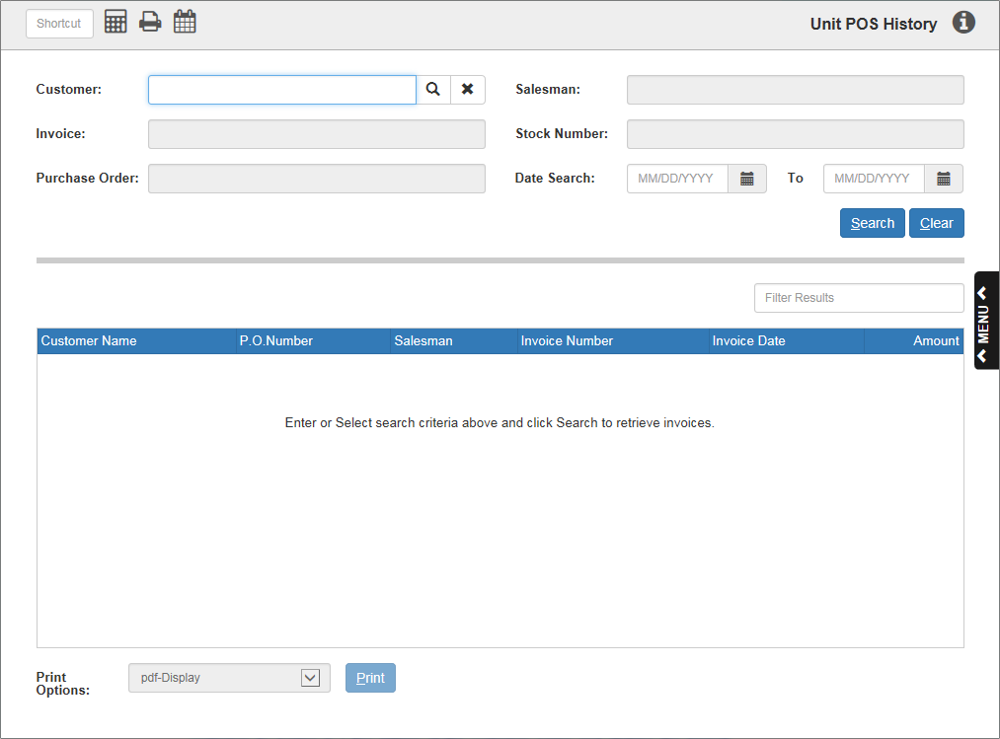 Shortcut
Unit POS History
Customer:
Salesman:
Invoice:
Stock Number:
Purchase Order:
Date Search: MM/DD/YYYY To MM/DD/YYYY
Search Clear
Filter Results
MENU
Customer Name P.O.Number Salesman Invoice Number Invoice Date Amount
Enter or Select search criteria above and click Search to retrieve invoices.
Print
Options:
pdf-Display
Print